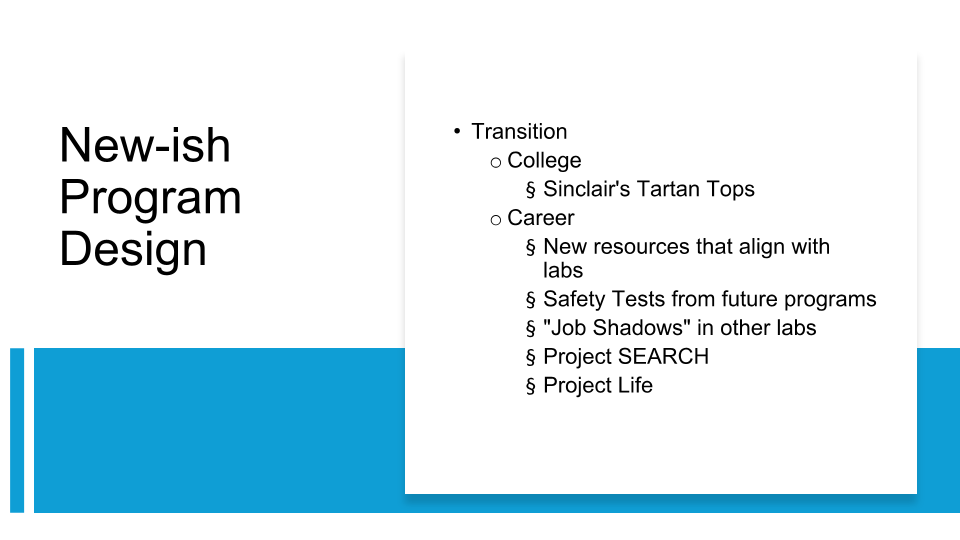 New-ish
Program
Design
• Transition
o College
§ Sinclair's Tartan Tops
o Career
§ New resources that align with
labs
§ Safety Tests from future programs
§ "Job Shadows" in other labs
§ Project SEARCH
§ Project Life